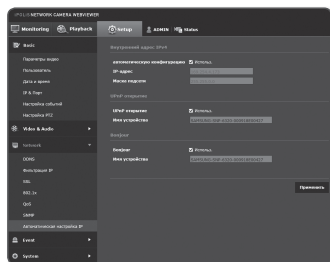 iPOLiS NETWORK CAMERA WEBVIEWER
Monitoring
Playback
Setup
ADMIN
Status
Basic
Параметры видео
Пользователь
Дата и время
IP & Порт
Настройка событий
Настройка PTZ
Video & Audio
Network
DDNS
Фильтрация IP
SSL
802.1x
QoS
SNMP
Автоматическая настройка IP
Event
System
Внутренний адрес IPv4
автоматическую конфигурацию
Использ.
IP-адрес
Маска подсети
UPnP открытие
UPnP открытие
Использ.
Имя устройства
Bonjour
Bonjour
Использ.
Имя устройства
Применить